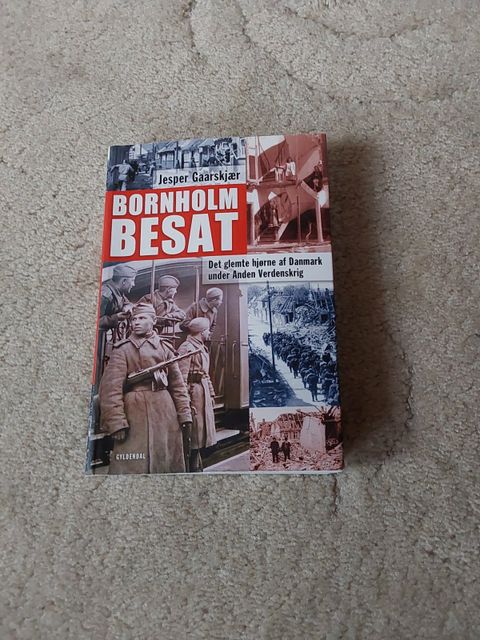 Jesper Gaarskjær
BORNHOLM
BESAT
Det glemte hjørne af Danmark
under Anden Verdenskrig
GYLDENDAL